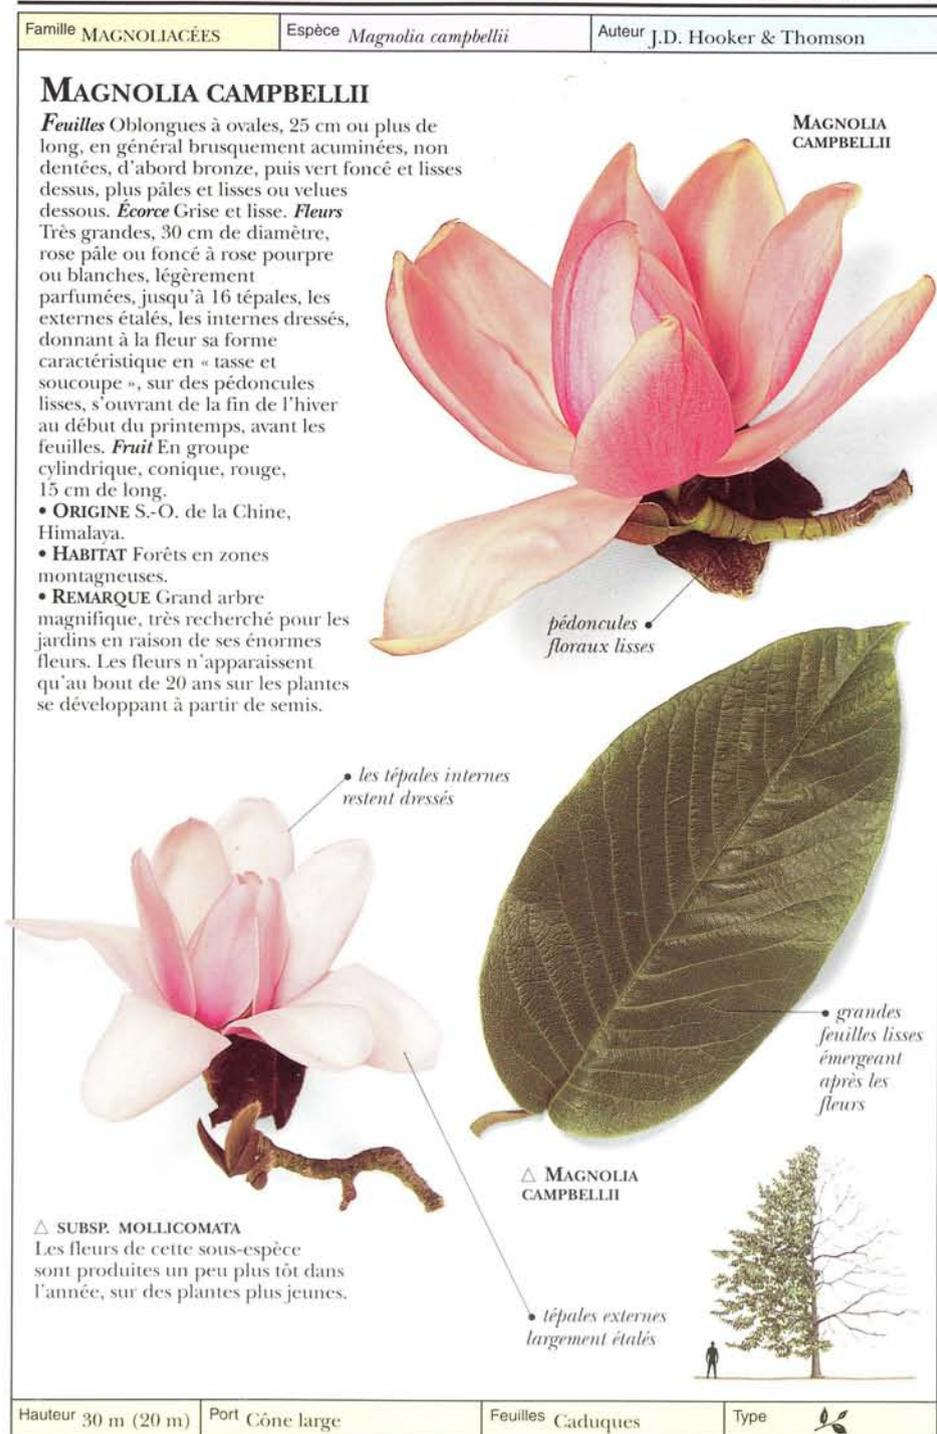 Famille MAGNOLIACÉES
Espèce Magnolia campbellii
Auteur J.D. Hooker & Thomson
MAGNOLIA CAMPBELLII
Feuilles Oblongues à ovales, 25 cm ou plus de
long, en général brusquement acuminées, non
dentées, d'abord bronze, puis vert foncé et lisses
dessus, plus pâles et lisses ou velues
dessous. Écorce Grise et lisse. Fleurs
Très grandes, 30 cm de diamètre,
rose pâle ou foncé à rose pourpre
ou blanches, légèrement
parfumées, jusqu'à 16 tépales, les
externes étalés, les internes dressés,
donnant à la fleur sa forme
caractéristique en « tasse et
soucoupe », sur des pédoncules
lisses, s'ouvrant de la fin de l'hiver
au début du printemps, avant les
feuilles. Fruit En groupe
cylindrique, conique, rouge,
15 cm de long.
• ORIGINE S.-O. de la Chine,
Himalaya.
• HABITAT Forêts en zones
montagneuses.
• REMARQUE Grand arbre
magnifique, très recherché pour les
jardins en raison de ses énormes
fleurs. Les fleurs n'apparaissent
qu'au bout de 20 ans sur les plantes
se développant à partir de semis.
MAGNOLIA
CAMPBELLII
pédoncules •
floraux lisses
• les tépales internes
restent dressés
• grandes
feuilles lisses
émergeant
après les
fleurs
△ MAGNOLIA
CAMPBELLII
△ SUBSP. MOLLICOMATA
Les fleurs de cette sous-espèce
sont produites un peu plus tôt dans
l'année, sur des plantes plus jeunes.
• tépales externes
largement étalés
Hauteur 30 m (20 m)
Port Cône large
Feuilles Caduques
Type